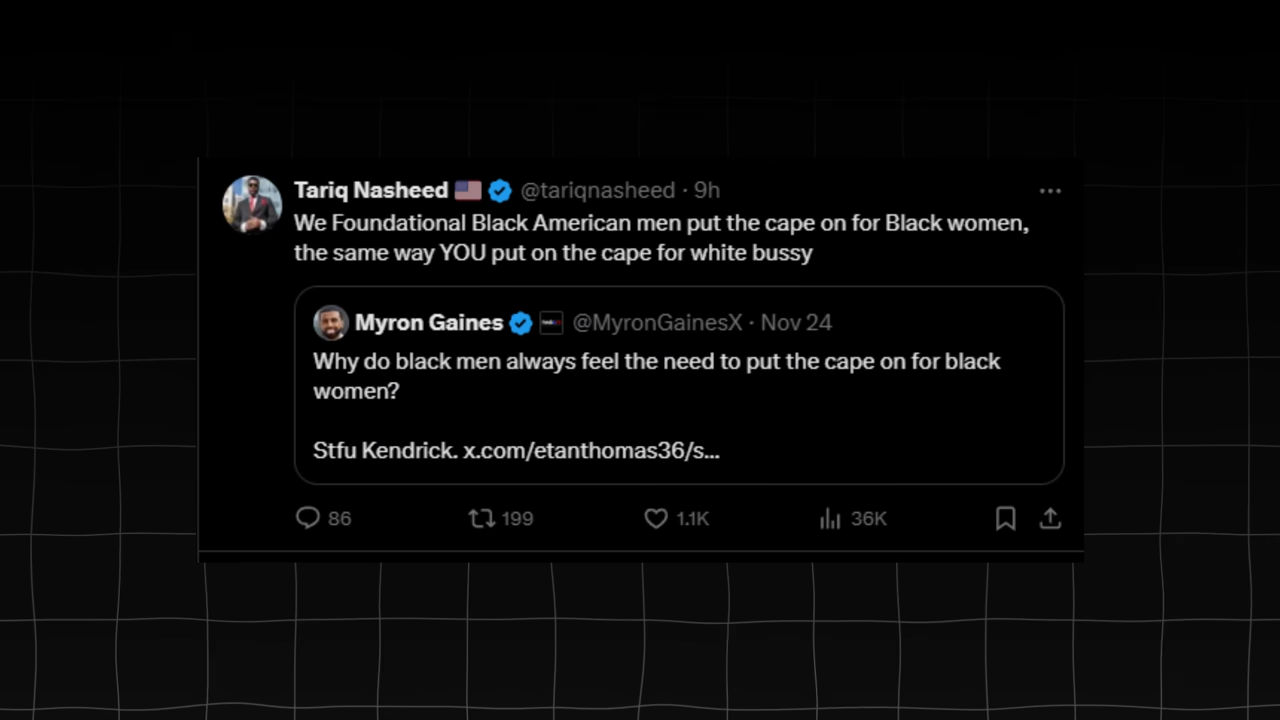 Tariq Nasheed 🇺🇸 @tariqnasheed · 9h
We Foundational Black American men put the cape on for Black women,
the same way YOU put on the cape for white bussy
Myron Gaines @MyronGainesX · Nov 24
Why do black men always feel the need to put the cape on for black
women?
Stfu Kendrick. x.com/etanthomas36/s...
86 199 1.1K 36K